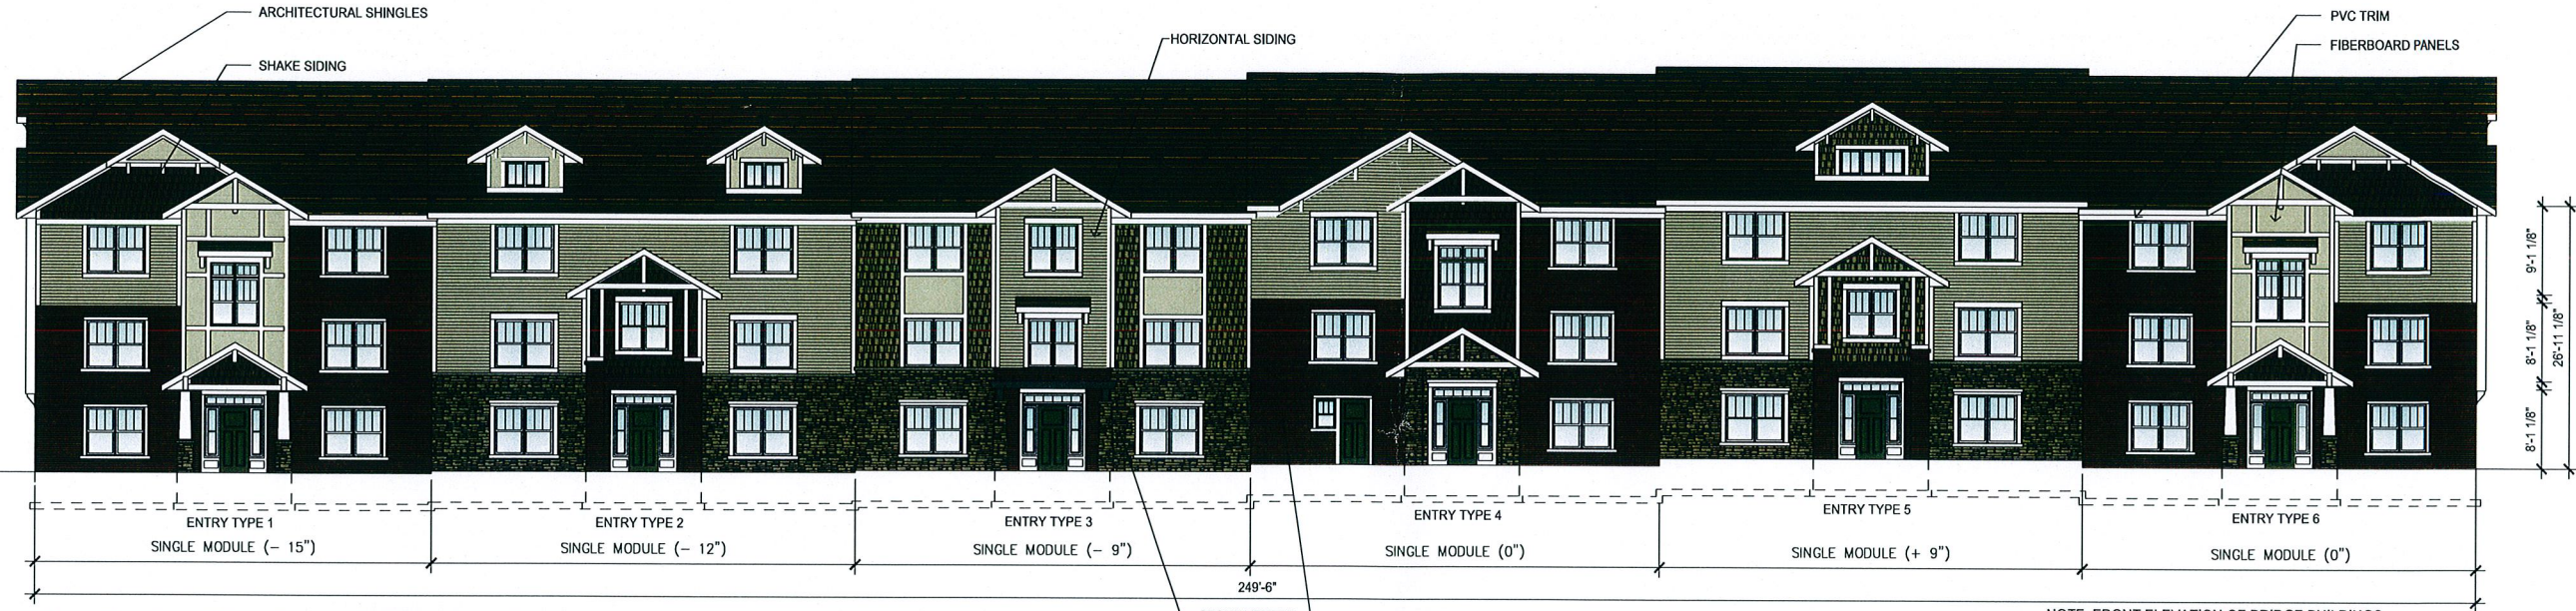 ARCHITECTURAL SHINGLES
SHAKE SIDING
HORIZONTAL SIDING
PVC TRIM
FIBERBOARD PANELS
9'-1 1/8"
8'-1 1/8"
8'-1 1/8"
26'-11 1/8"
ENTRY TYPE 1
SINGLE MODULE (- 15")
ENTRY TYPE 2
SINGLE MODULE (- 12")
ENTRY TYPE 3
SINGLE MODULE (- 9")
ENTRY TYPE 4
SINGLE MODULE (0")
ENTRY TYPE 5
SINGLE MODULE (+ 9")
ENTRY TYPE 6
SINGLE MODULE (0")
249'-6"